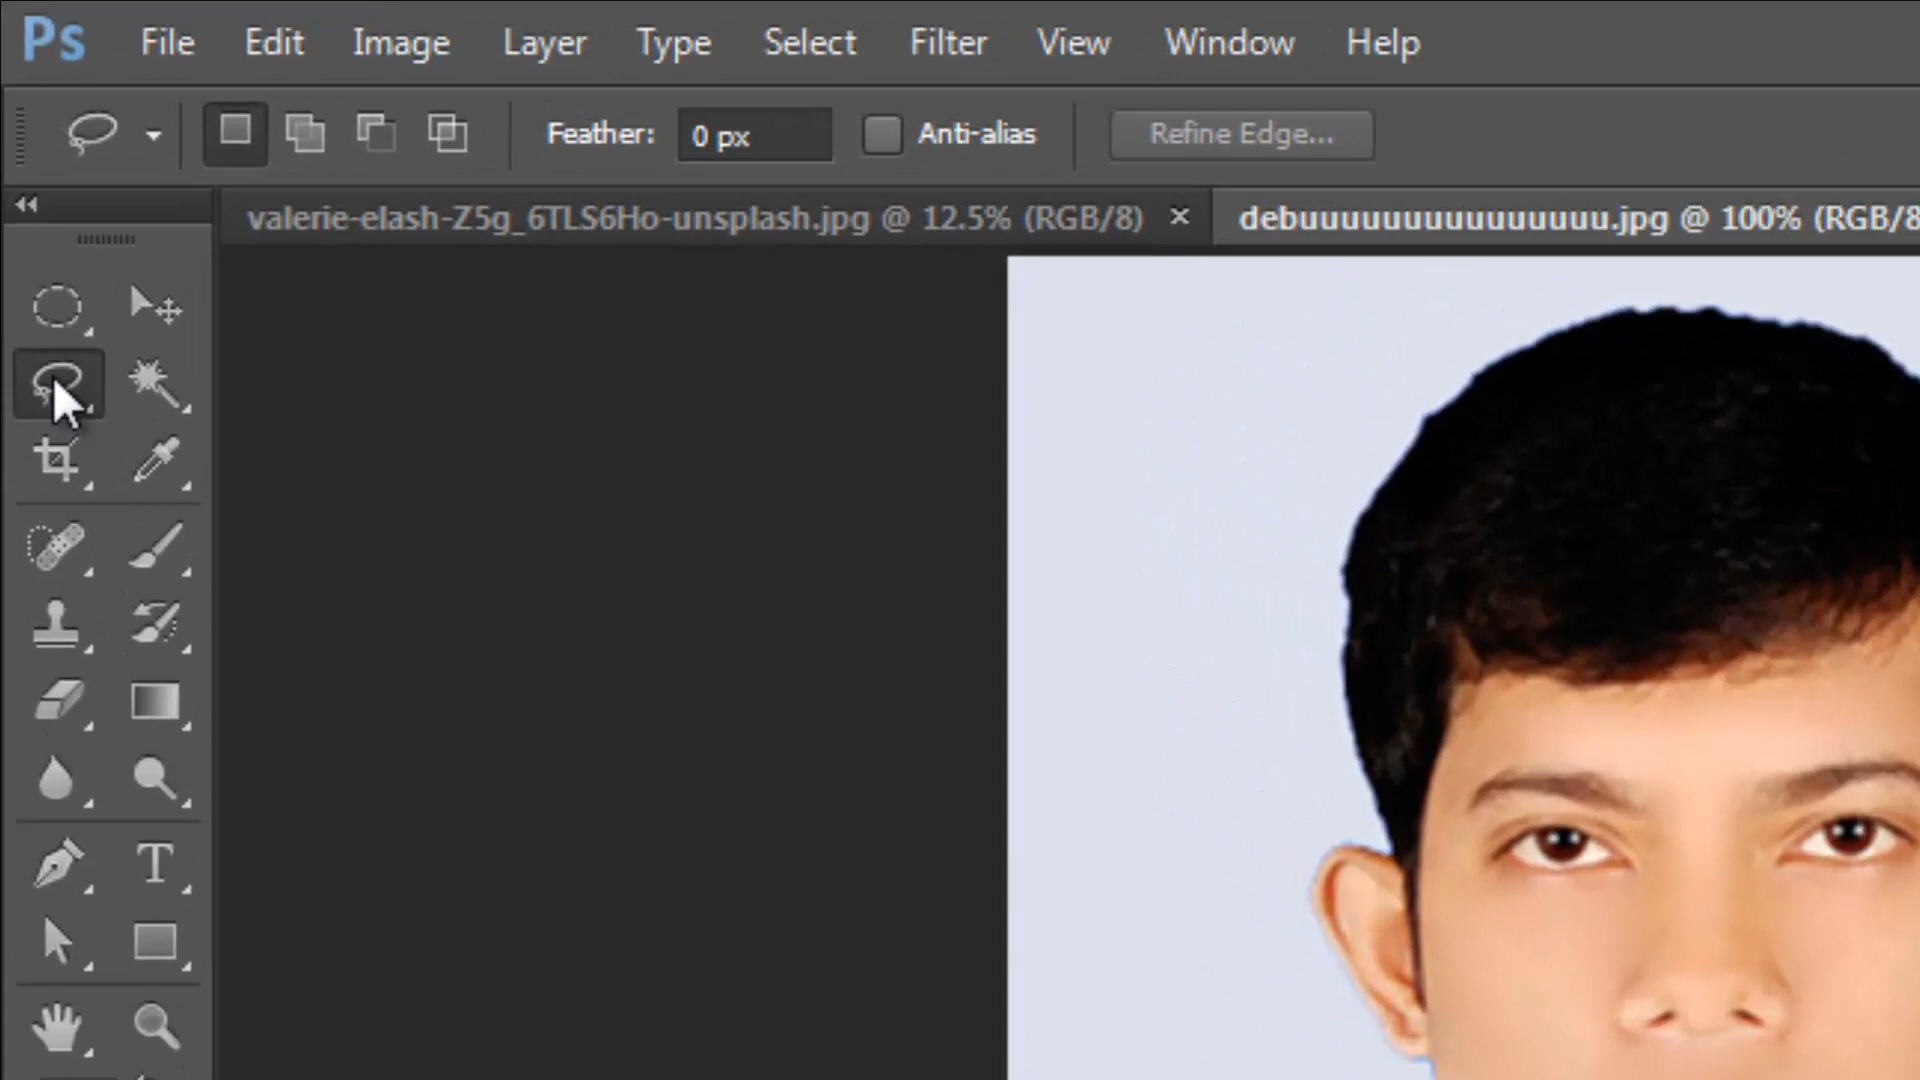 Ps File Edit Image Layer Type Select Filter View Window Help
Feather: 0 px Anti-alias Refine Edge...
valerie-elash-Z5g_6TLS6Ho-unsplash.jpg @ 12.5% (RGB/8) × debuuuuuuuuuuuuuuu.jpg @ 100% (RGB/8
T